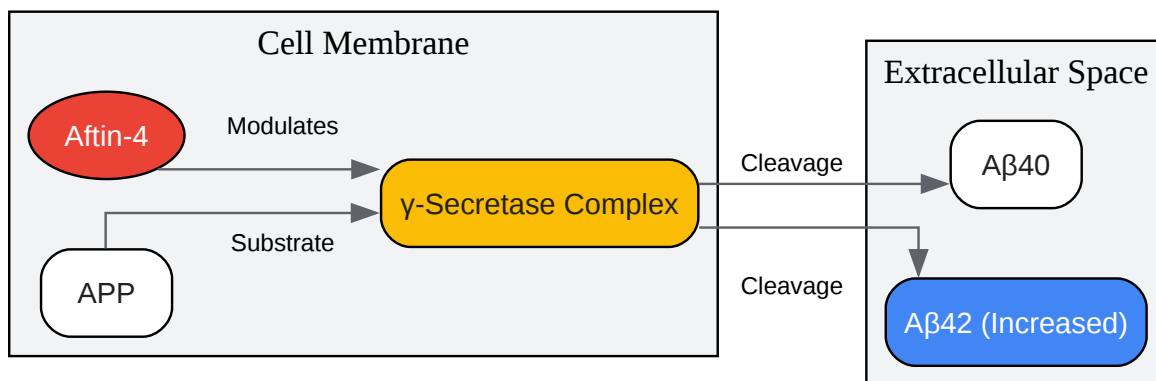 Cell Membrane
Extracellular Space
Aftin-4
Modulates
γ-Secretase Complex
Cleavage
Aβ40
Substrate
APP
Cleavage
Aβ42 (Increased)